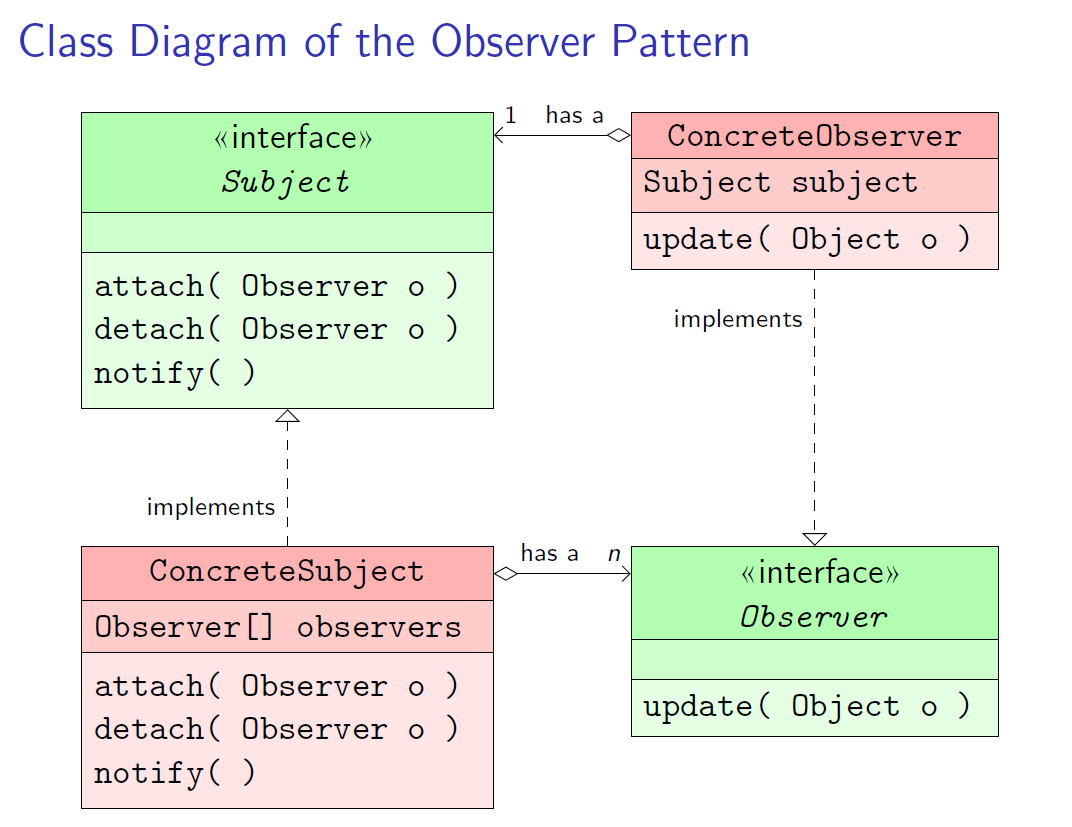 Class Diagram of the Observer Pattern
«interface»
Subject
attach( Observer o )
detach( Observer o )
notify( )
1 has a
ConcreteObserver
Subject subject
update( Object o )
implements
implements
ConcreteSubject
Observer[] observers
attach( Observer o )
detach( Observer o )
notify( )
has a n
«interface»
Observer
update( Object o )